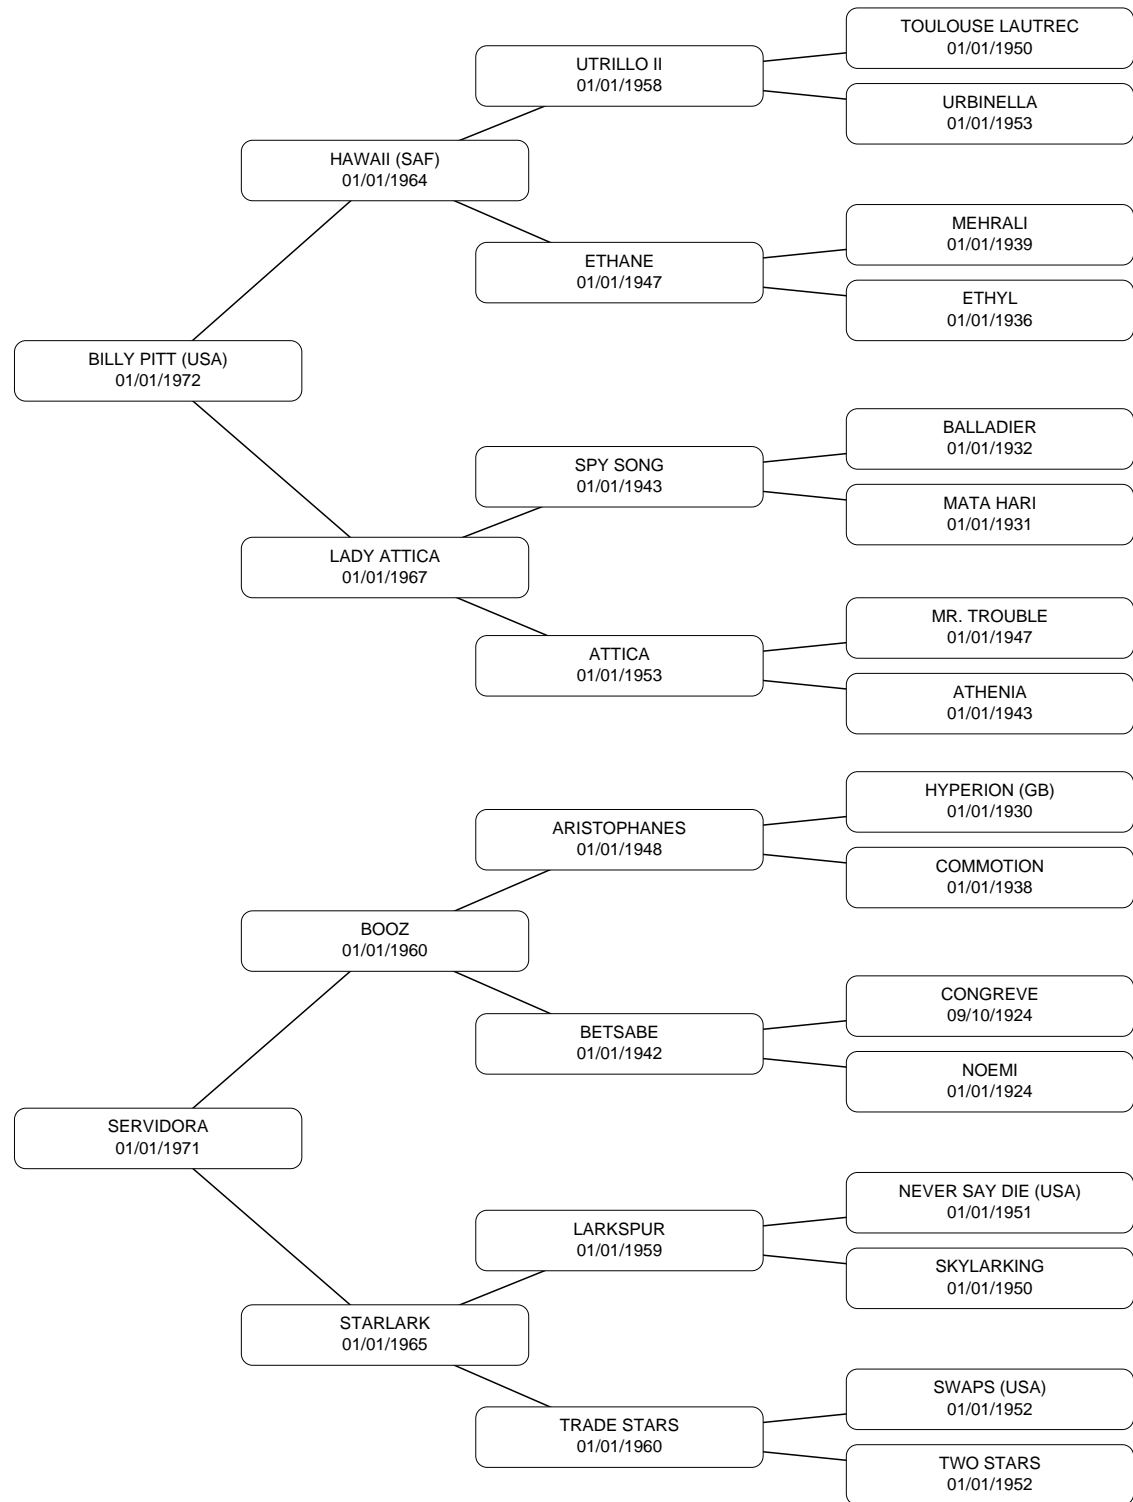 TOULOUSE LAUTREC
01/01/1950
UTRILLO II
01/01/1958
URBINELLA
01/01/1953
HAWAII (SAF)
01/01/1964
MEHRALI
01/01/1939
ETHANE
01/01/1947
ETHYL
01/01/1936
BILLY PITT (USA)
01/01/1972
BALLADIER
01/01/1932
SPY SONG
01/01/1943
MATA HARI
01/01/1931
LADY ATTICA
01/01/1967
MR. TROUBLE
01/01/1947
ATTICA
01/01/1953
ATHENIA
01/01/1943
HYPERION (GB)
01/01/1930
ARISTOPHANES
01/01/1948
COMMOTION
01/01/1938
BOOZ
01/01/1960
CONGREVE
09/10/1924
BETSABE
01/01/1942
NOEMI
01/01/1924
SERVIDORA
01/01/1971
NEVER SAY DIE (USA)
01/01/1951
LARKSPUR
01/01/1959
SKYLARKING
01/01/1950
STARLARK
01/01/1965
SWAPS (USA)
01/01/1952
TRADE STARS
01/01/1960
TWO STARS
01/01/1952